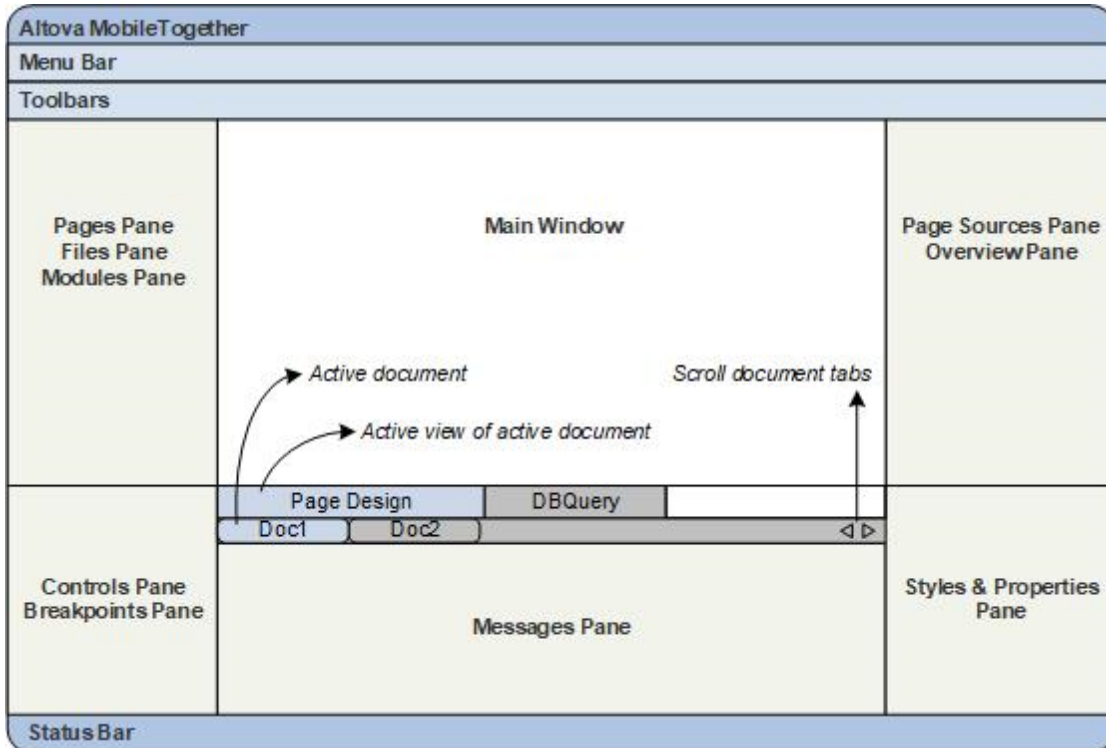 Altova MobileTogether
Menu Bar
Toolbars
Pages Pane
Files Pane
Modules Pane
Main Window
Page Sources Pane
Overview Pane
Active document
Scroll document tabs
Active view of active document
Page Design
DBQuery
Doc1
Doc2
Controls Pane
Breakpoints Pane
Messages Pane
Styles & Properties
Pane
Status Bar